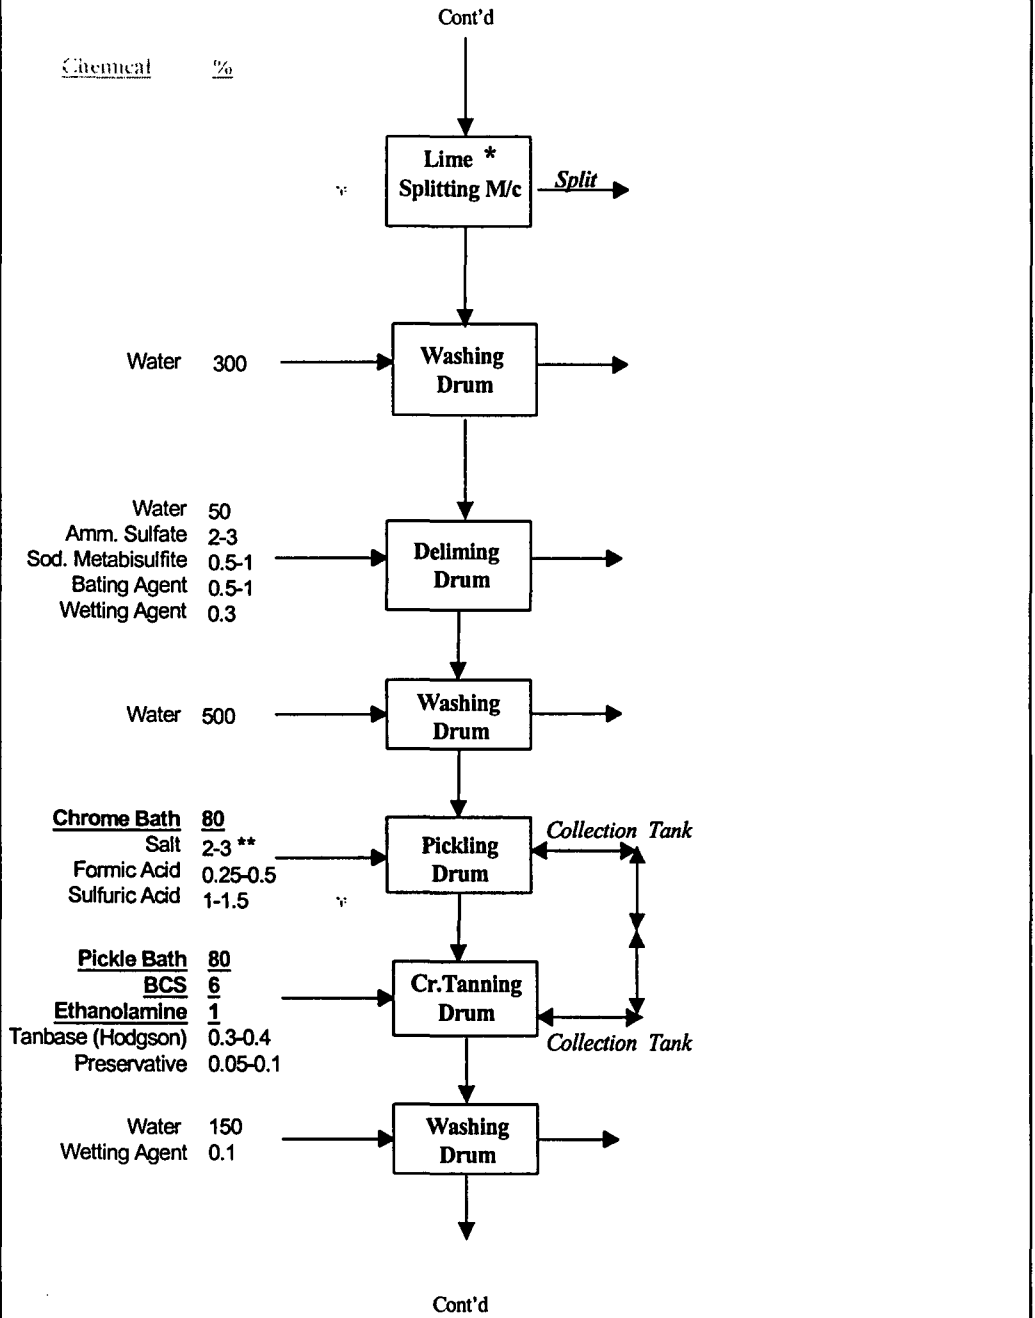 Cont'd
Chemical %
Lime *
Splitting M/c
Split
Water 300
Washing
Drum
Water 50
Amm. Sulfate 2-3
Sod. Metabisulfite 0.5-1
Bating Agent 0.5-1
Wetting Agent 0.3
Deliming
Drum
Water 500
Washing
Drum
Chrome Bath 80
Salt 2-3 **
Formic Acid 0.25-0.5
Sulfuric Acid 1-1.5
Pickling
Drum
Collection Tank
Pickle Bath 80
BCS 6
Ethanolamine 1
Tanbase (Hodgson) 0.3-0.4
Preservative 0.05-0.1
Cr.Tanning
Drum
Collection Tank
Water 150
Wetting Agent 0.1
Washing
Drum
Cont'd